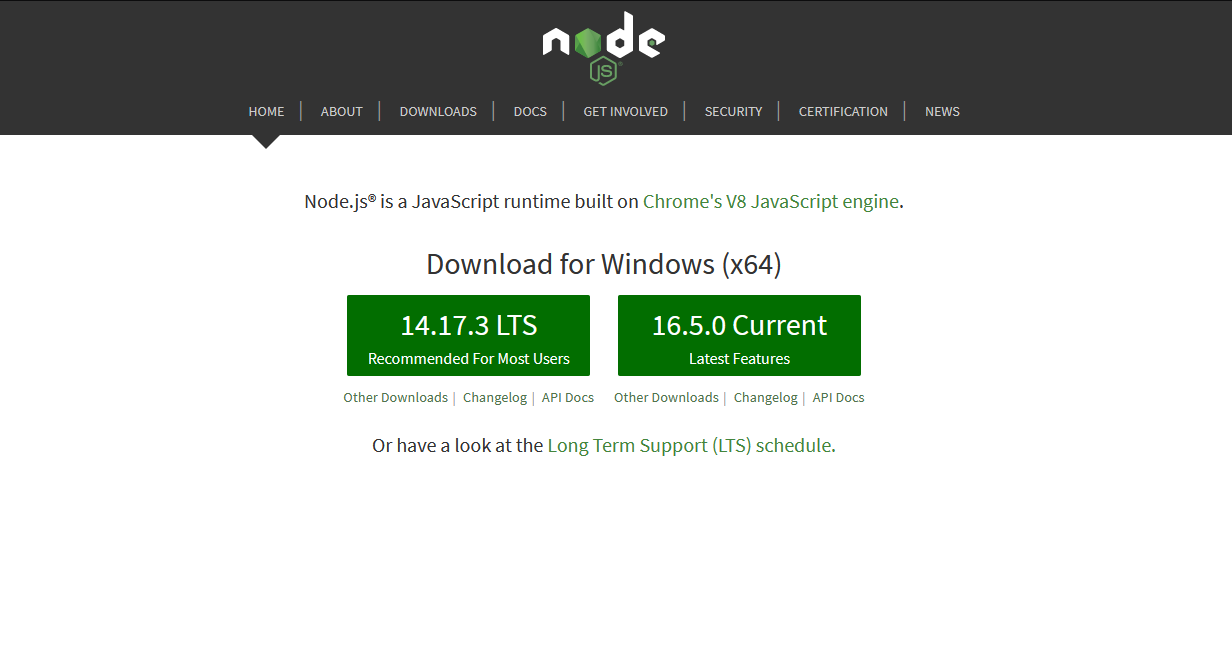 node
JS
HOME | ABOUT | DOWNLOADS | DOCS | GET INVOLVED | SECURITY | CERTIFICATION | NEWS
Node.js® is a JavaScript runtime built on Chrome's V8 JavaScript engine.
Download for Windows (x64)
14.17.3 LTS
Recommended For Most Users
16.5.0 Current
Latest Features
Other Downloads | Changelog | API Docs
Other Downloads | Changelog | API Docs
Or have a look at the Long Term Support (LTS) schedule.